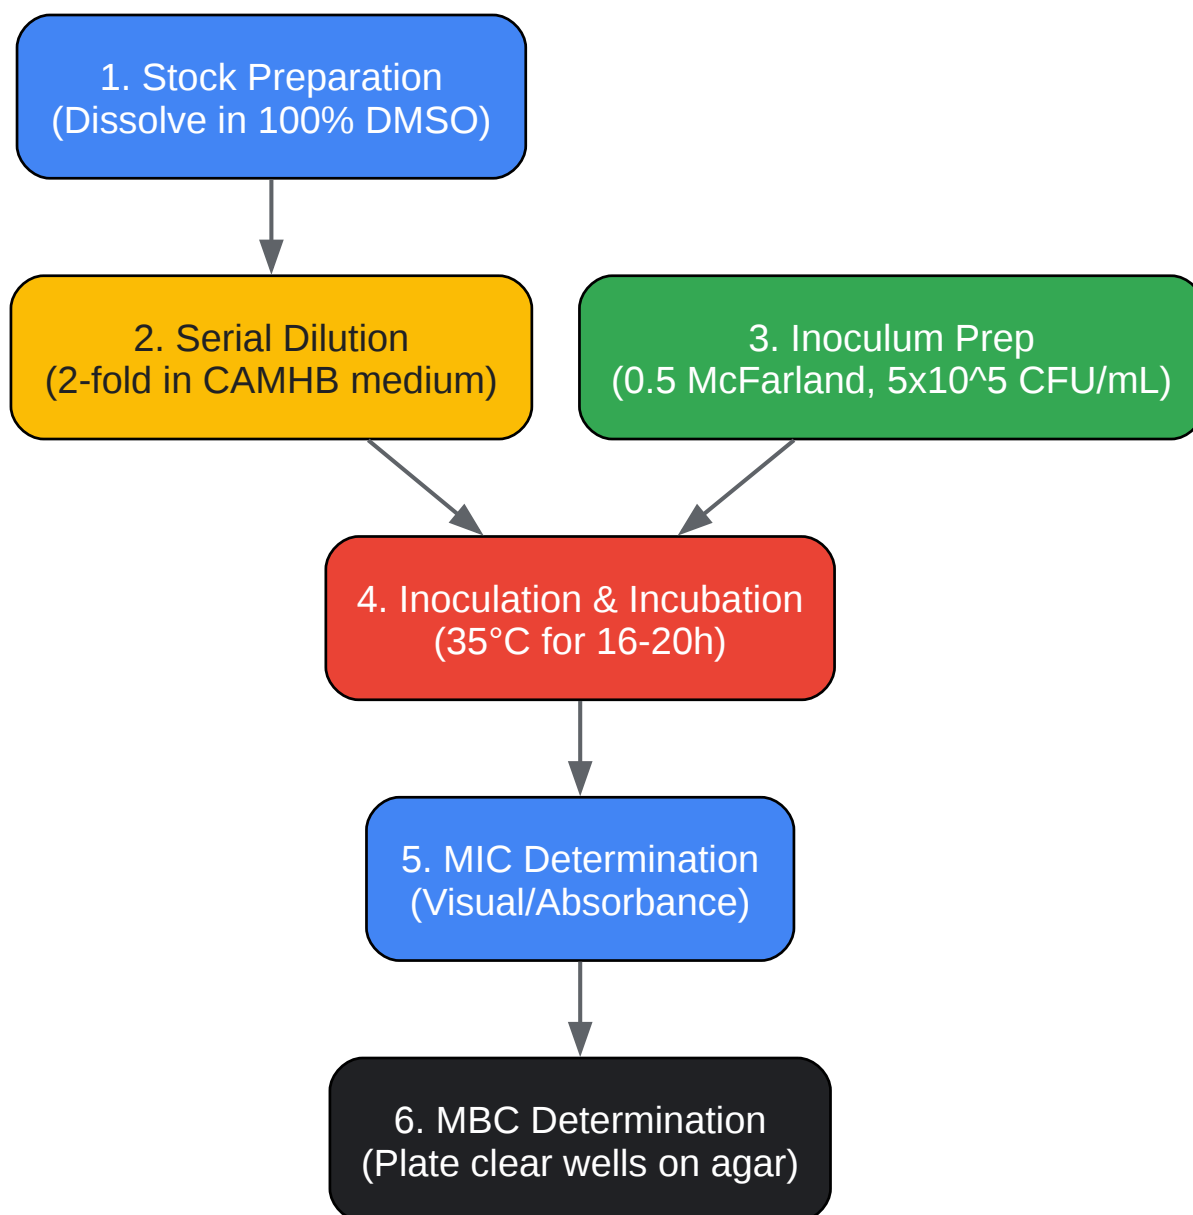 1. Stock Preparation
(Dissolve in 100% DMSO)
2. Serial Dilution
(2-fold in CAMHB medium)
3. Inoculum Prep
(0.5 McFarland, 5x10^5 CFU/mL)
4. Inoculation & Incubation
(35°C for 16-20h)
5. MIC Determination
(Visual/Absorbance)
6. MBC Determination
(Plate clear wells on agar)